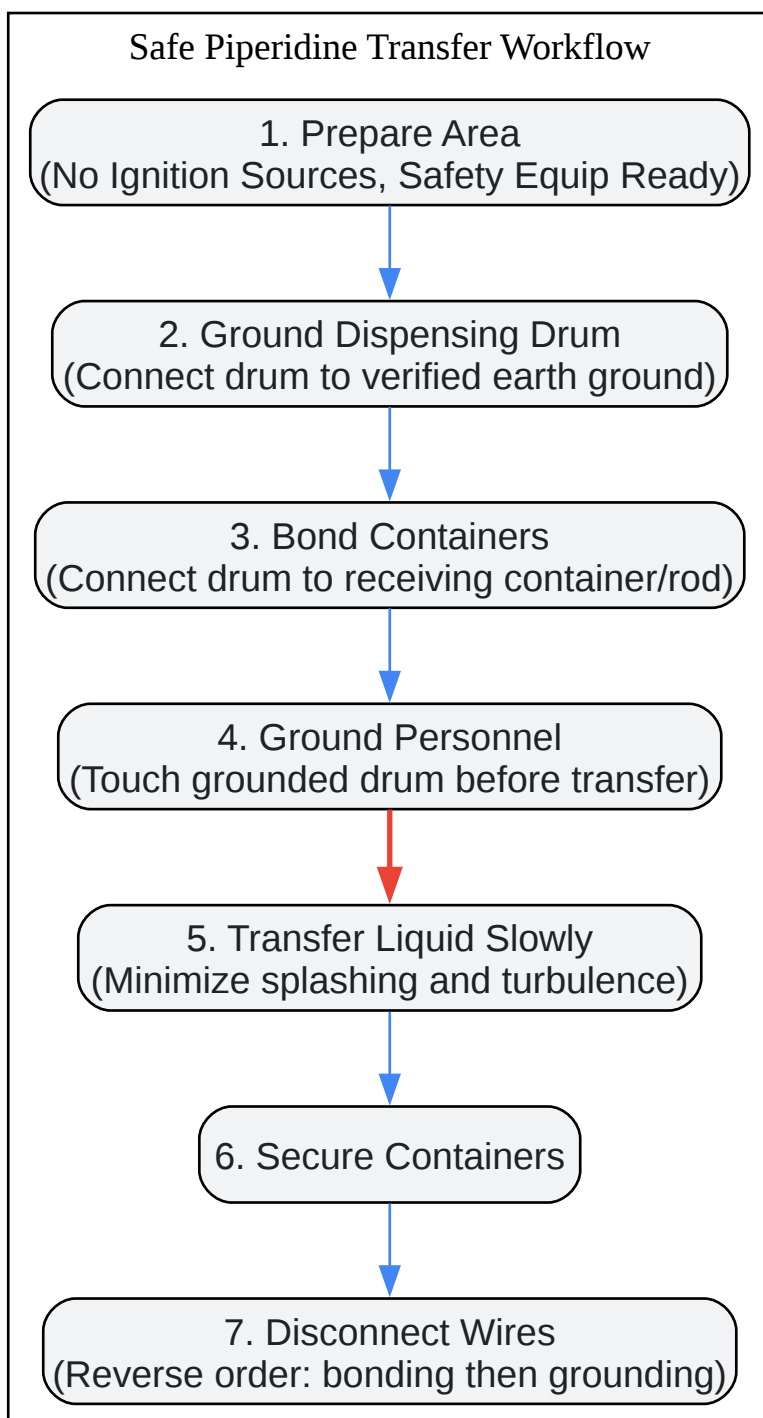 Safe Piperidine Transfer Workflow
1. Prepare Area
(No Ignition Sources, Safety Equip Ready)
2. Ground Dispensing Drum
(Connect drum to verified earth ground)
3. Bond Containers
(Connect drum to receiving container/rod)
4. Ground Personnel
(Touch grounded drum before transfer)
5. Transfer Liquid Slowly
(Minimize splashing and turbulence)
6. Secure Containers
7. Disconnect Wires
(Reverse order: bonding then grounding)